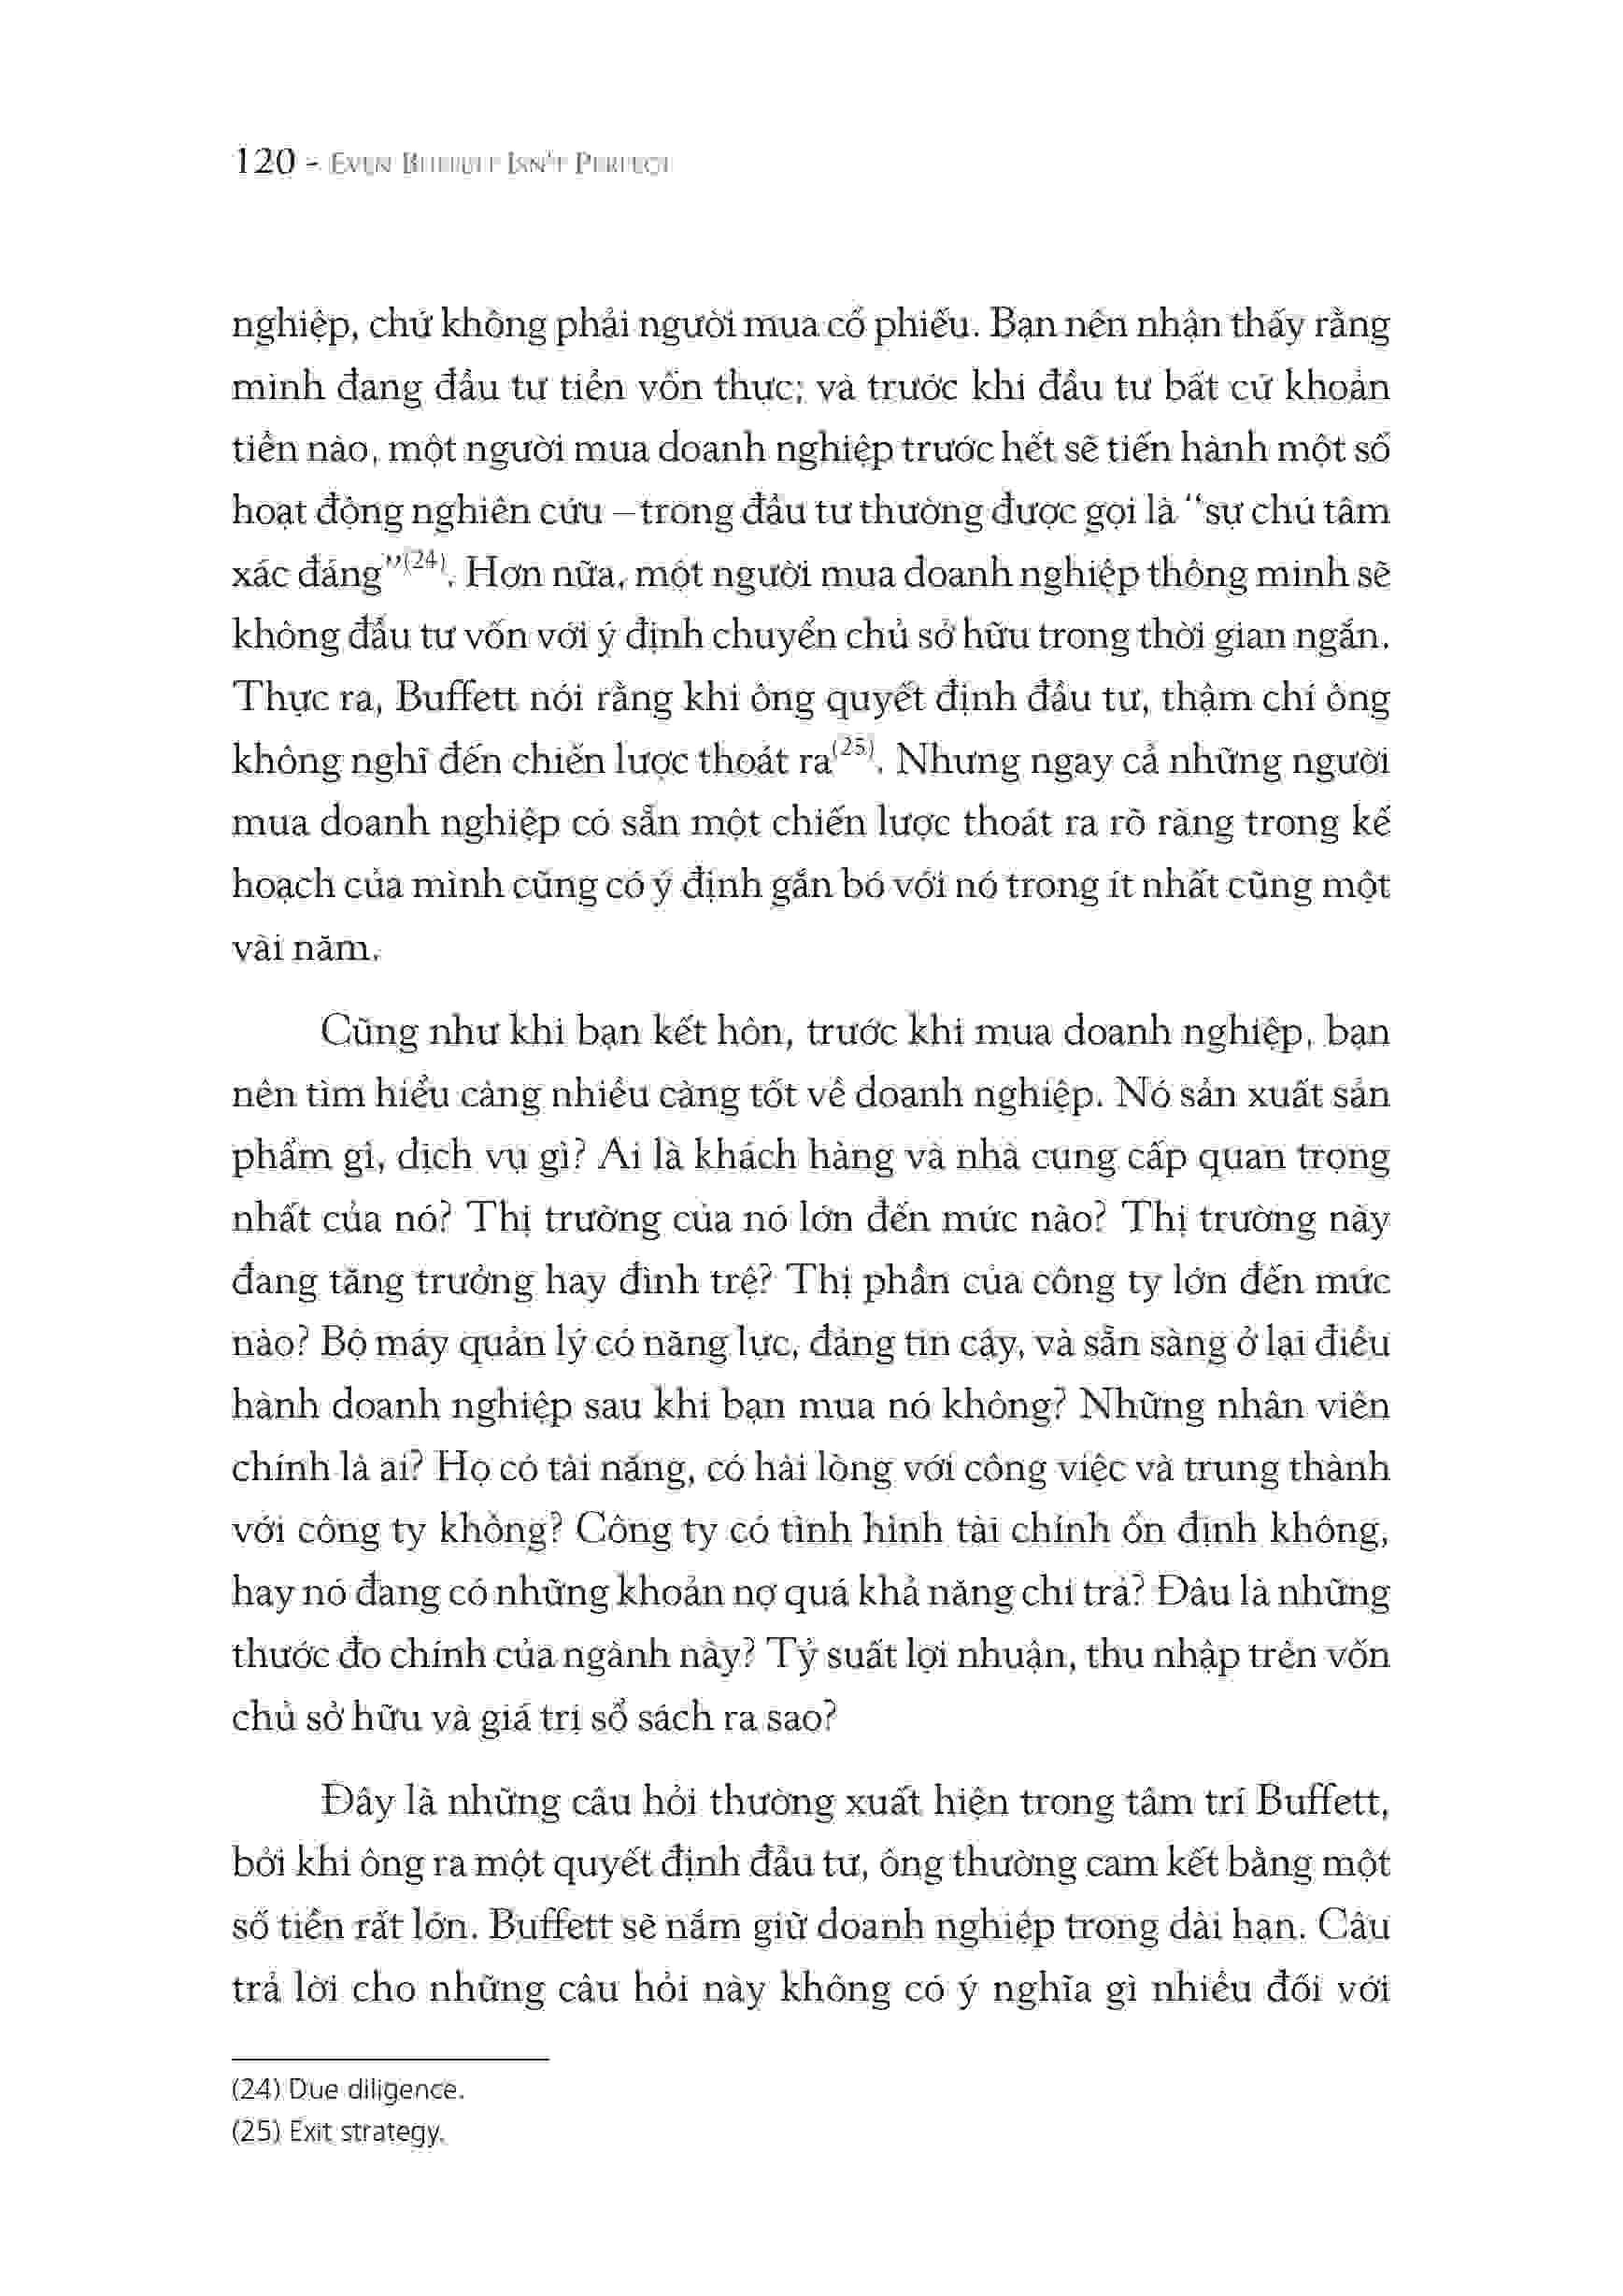 120 - EVEN BUFFETT ISN'T PERFECT
nghiệp, chứ không phải người mua cổ phiếu. Bạn nên nhận thấy rằng
mình đang đầu tư tiền vốn thực; và trước khi đầu tư bất cứ khoản
tiền nào, một người mua doanh nghiệp trước hết sẽ tiến hành một số
hoạt động nghiên cứu –trong đầu tư thường được gọi là “sự chú tâm
xác đáng”(24). Hơn nữa, một người mua doanh nghiệp thông minh sẽ
không đầu tư vốn với ý định chuyển chủ sở hữu trong thời gian ngắn.
Thực ra, Buffett nói rằng khi ông quyết định đầu tư, thậm chí ông
không nghĩ đến chiến lược thoát ra(25). Nhưng ngay cả những người
mua doanh nghiệp có sẵn một chiến lược thoát ra rõ ràng trong kế
hoạch của mình cũng có ý định gắn bó với nó trong ít nhất cũng một
vài năm.
Cũng như khi bạn kết hôn, trước khi mua doanh nghiệp, bạn
nên tìm hiểu càng nhiều càng tốt về doanh nghiệp. Nó sản xuất sản
phẩm gì, dịch vụ gì? Ai là khách hàng và nhà cung cấp quan trọng
nhất của nó? Thị trường của nó lớn đến mức nào? Thị trường này
đang tăng trưởng hay đình trệ? Thị phần của công ty lớn đến mức
nào? Bộ máy quản lý có năng lực, đáng tin cậy, và sẵn sàng ở lại điều
hành doanh nghiệp sau khi bạn mua nó không? Những nhân viên
chính là ai? Họ có tài năng, có hài lòng với công việc và trung thành
với công ty không? Công ty có tình hình tài chính ổn định không,
hay nó đang có những khoản nợ quá khả năng chi trả? Đâu là những
thước đo chính của ngành này? Tỷ suất lợi nhuận, thu nhập trên vốn
chủ sở hữu và giá trị sổ sách ra sao?
Đây là những câu hỏi thường xuất hiện trong tâm trí Buffett,
bởi khi ông ra một quyết định đầu tư, ông thường cam kết bằng một
số tiền rất lớn. Buffett sẽ nắm giữ doanh nghiệp trong dài hạn. Câu
trả lời cho những câu hỏi này không có ý nghĩa gì nhiều đối với
(24) Due diligence.
(25) Exit strategy.